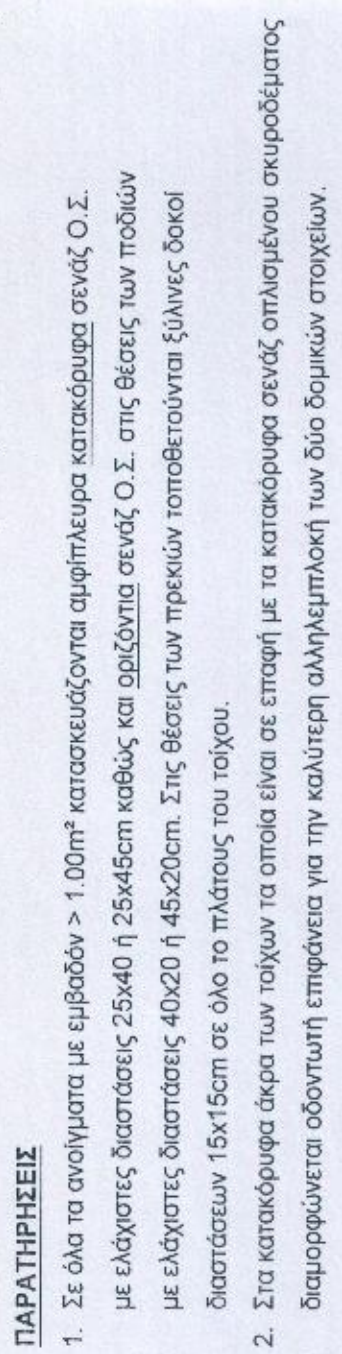 ΠΑΡΑΤΗΡΗΣΕΙΣ
1. Σε όλα τα ανοίγματα με εμβαδόν > 1.00m² κατασκευάζονται αμφίπλευρα κατακόρυφα σενάζ Ο.Σ.
με ελάχιστες διαστάσεις 25x40 ή 25x45cm καθώς και οριζόντια σενάζ Ο.Σ. στις θέσεις των ποδιών
με ελάχιστες διαστάσεις 40x20 ή 45x20cm. Στις θέσεις των πρεκιών τοποθετούνται ξύλινες δοκοί
διαστάσεων 15x15cm σε όλο το πλάτους του τοίχου.
2. Στα κατακόρυφα άκρα των τοίχων τα οποία είναι σε επαφή με τα κατακόρυφα σενάζ οπλισμένου σκυροδέματος
διαμορφώνεται οδοντωτή επιφάνεια για την καλύτερη αλληλεμπλοκή των δύο δομικών στοιχείων.